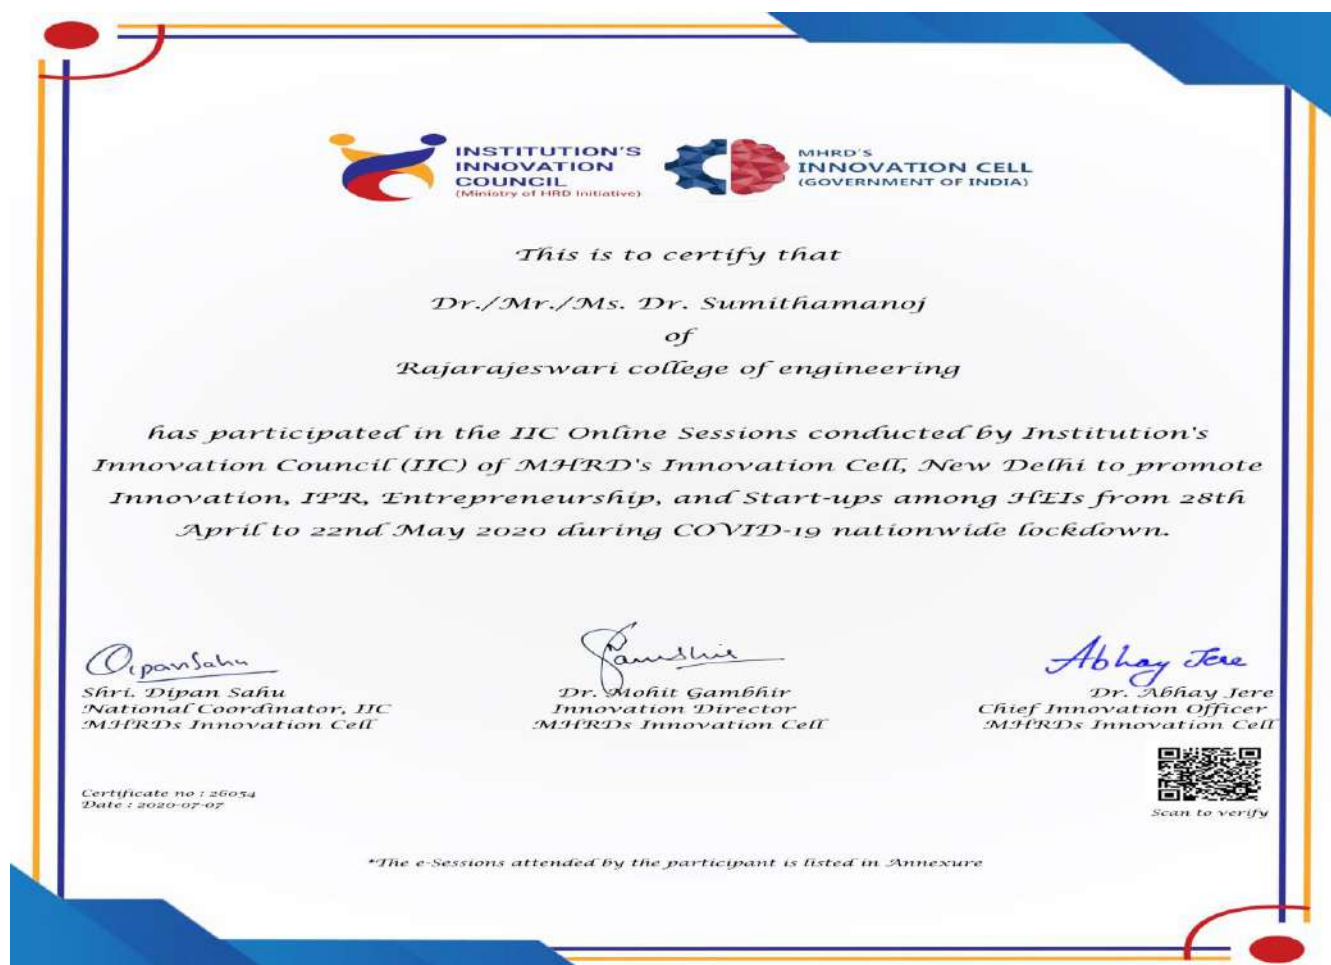 INSTITUTION'S
INNOVATION
COUNCIL
(Ministry of HRD Initiative)
MHRD'S
INNOVATION CELL
(GOVERNMENT OF INDIA)
This is to certify that
Dr./Mr./Ms. Dr. Sumithamanoj
of
Rajarajeswari college of engineering
has participated in the IIC Online Sessions conducted by Institution's
Innovation Council (IIC) of MHRD's Innovation Cell, New Delhi to promote
Innovation, IPR, Entrepreneurship, and Start-ups among HEIs from 28th
April to 22nd May 2020 during COVID-19 nationwide lockdown.
DipanSahu
Shri. Dipan Sahu
National Coordinator, IIC
MHRDs Innovation Cell
Dr. Mohit Gambhir
Innovation Director
MHRDs Innovation Cell
Abhay Jere
Dr. Abhay Jere
Chief Innovation Officer
MHRDs Innovation Cell
Certificate no : 26054
Date : 2020-07-07
Scan to verify
*The e-Sessions attended by the participant is listed in Annexure